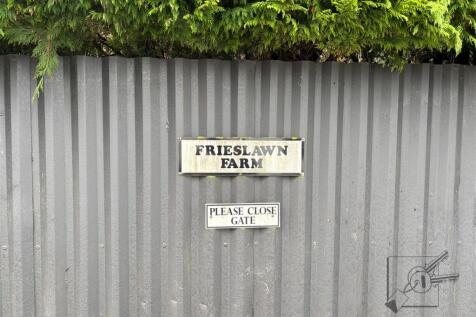 FRIESLAWN
FARM
PLEASE CLOSE
GATE